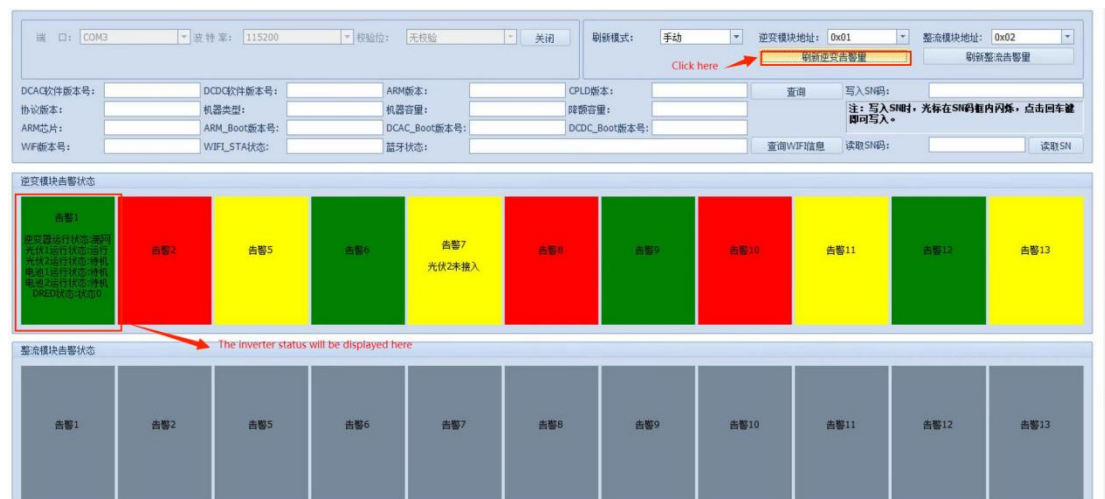 端 口: COM3 波 特 率: 115200 校验位: 无校验 关闭 刷新模式: 手动 逆变模块地址: 0x01 整流模块地址: 0x02
Click here 刷新逆变告警量 刷新整流告警量
DCAC软件版本号: DCDC软件版本号: ARM版本: CPLD版本: 查询 写入SN码:
协议版本: 机器类型: 机器容量: 降额容量: 注：写入SN时，光标在SN码框内闪烁，点击回车键
即可写入。
ARM芯片: ARM_Boot版本号: DCAC_Boot版本号: DCDC_Boot版本号:
WiFi版本号: WIFI_STA状态: 蓝牙状态: 查询WIFI信息 读取SN码: 读取SN
逆变模块告警状态
告警1
逆变器运行状态:离网
光伏1运行状态:运行
光伏2运行状态:待机
电池1运行状态:待机
电池2运行状态:待机
DRED状态:状态0
告警2
告警5
告警6
告警7
光伏2未接入
告警8
告警9
告警10
告警11
告警12
告警13
The inverter status will be displayed here
整流模块告警状态
告警1 告警2 告警5 告警6 告警7 告警8 告警9 告警10 告警11 告警12 告警13